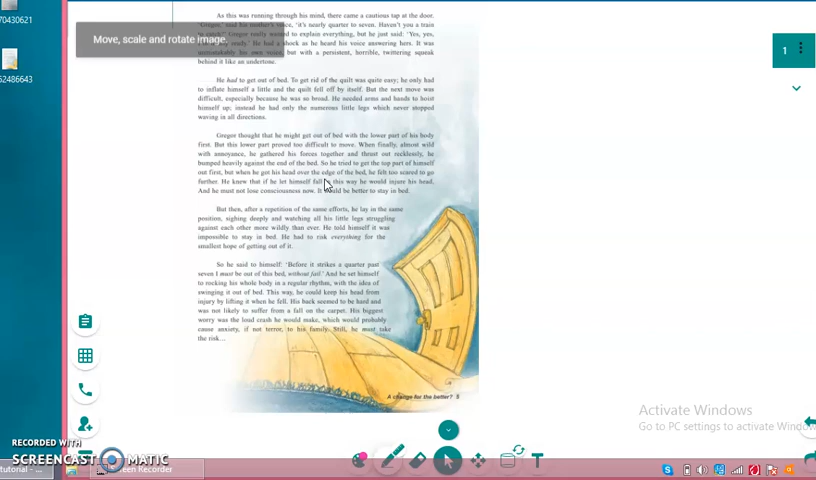 70430621
52486643
As this was running through his mind, there came a cautious tap at the door.
'Gregor,' said his mother's voice, 'it's nearly quarter to seven. Haven't you a train
to catch?' Gregor really wanted to explain everything, but he just said: 'Yes, yes,
ready.' He had a shock as he heard his voice answering hers. It was
unmistakably his own voice, but with a persistent, horrible, twittering squeak
behind it like an undertone.
Move, scale and rotate image.
1
He had to get out of bed. To get rid of the quilt was quite easy; he only had
to inflate himself a little and the quilt fell off by itself. But the next move was
difficult, especially because he was so broad. He needed arms and hands to hoist
himself up; instead he had only the numerous little legs which never stopped
waving in all directions.
Gregor thought that he might get out of bed with the lower part of his body
first. But this lower part proved too difficult to move. When finally, almost wild
with annoyance, he gathered his forces together and thrust out recklessly, he
bumped heavily against the end of the bed. So he tried to get the top part of himself
out first, but when he got his head over the edge of the bed, he felt too scared to go
further. He knew that if he let himself fall in this way he would injure his head.
And he must not lose consciousness now. It would be better to stay in bed.
But then, after a repetition of the same efforts, he lay in the same
position, sighing deeply and watching all his little legs struggling
against each other more wildly than ever. He told himself it was
impossible to stay in bed. He had to risk everything for the
smallest hope of getting out of it.
So he said to himself: 'Before it strikes a quarter past
seven I must be out of this bed, without fail.' And he set himself
to rocking his whole body in a regular rhythm, with the idea of
swinging it out of bed. This way, he could keep his head from
injury by lifting it when he fell. His back seemed to be hard and
was not likely to suffer from a fall on the carpet. His biggest
worry was the loud crash he would make, which would probably
cause anxiety, if not terror, to his family. Still, he must take
the risk...
A change for the better? 5
Activate Windows
Go to PC settings to activate Windows
RECORDED WITH
SCREENCAST MATIC
tutorial - ...
Screen Recorder
T